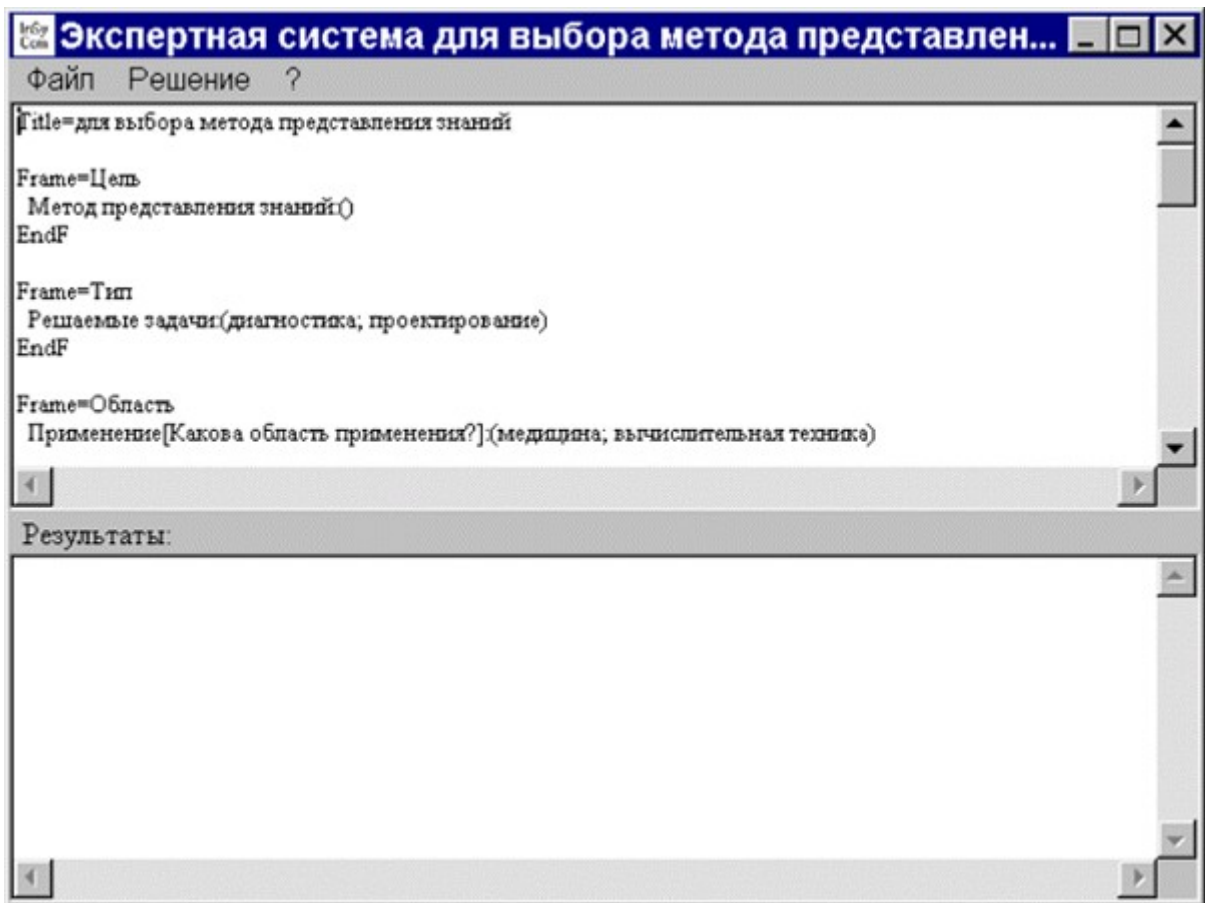 Экспертная система для выбора метода представлен...
Файл Решение ?
Title=для выбора метода представления знаний
Frame=Цель
Метод представления знаний:()
EndF
Frame=Тип
Решаемые задачи:(диагностика; проектирование)
EndF
Frame=Область
Применение[Какова область применения?]:(медицина; вычислительная техника)
Результаты: